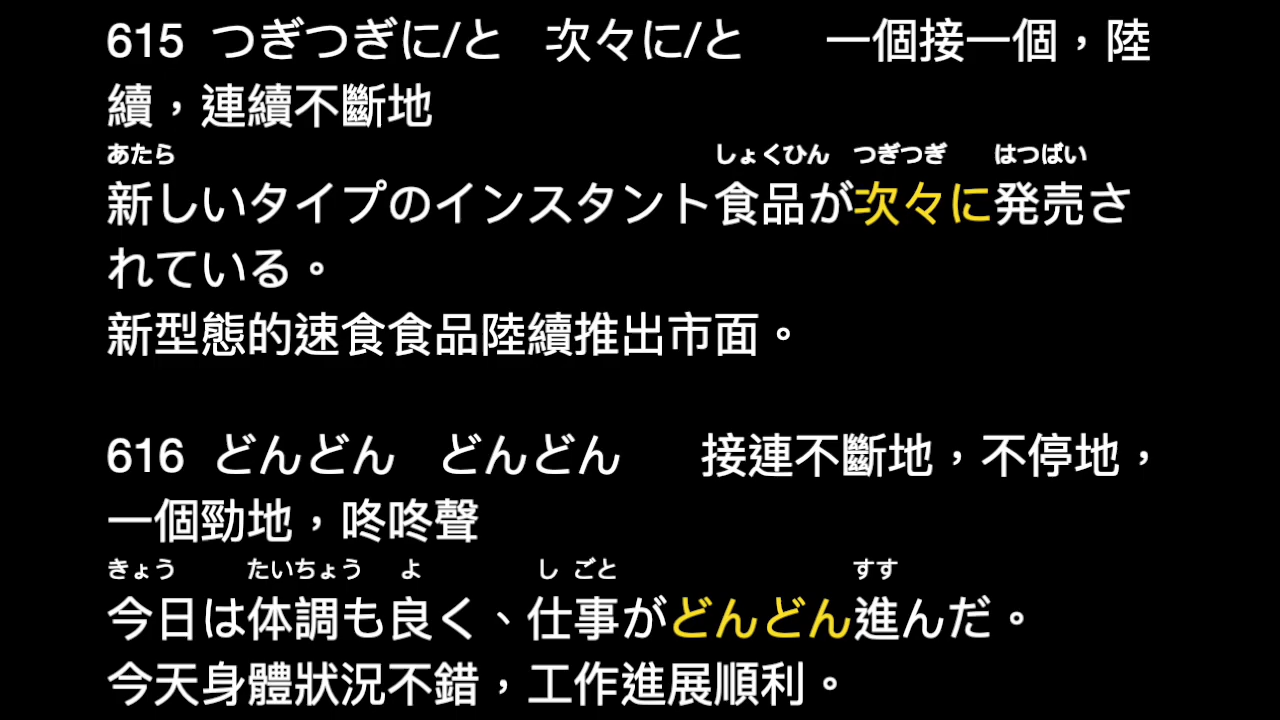 615 つぎつぎに/と 次々に/と 一個接一個，陸
續，連續不斷地
あたら しょくひん つぎつぎ はつばい
新しいタイプのインスタント食品が次々に発売さ
れている。
新型態的速食食品陸續推出市面。
616 どんどん どんどん 接連不斷地，不停地，
一個勁地，咚咚聲
きょう たいちょう よ し ごと すす
今日は体調も良く、仕事がどんどん進んだ。
今天身體狀況不錯，工作進展順利。